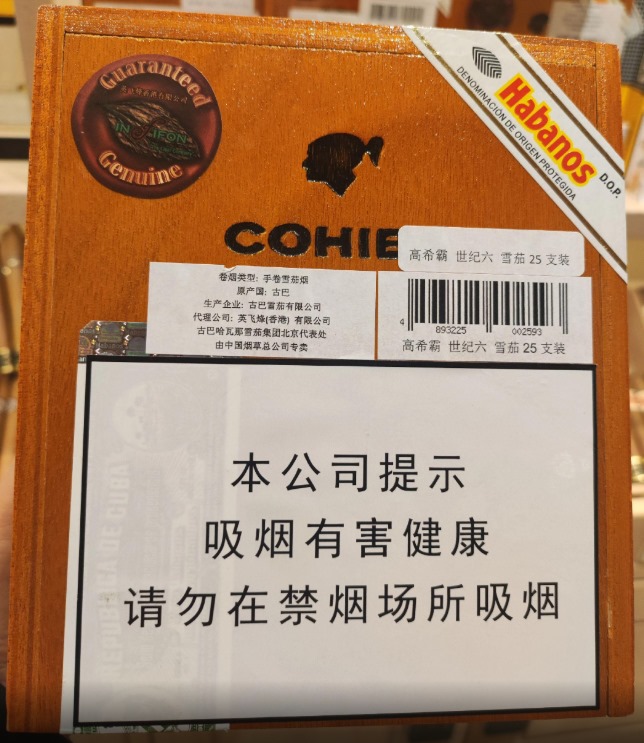 Guaranteed
Genuine
Habanos
DENOMINACIÓN DE ORIGEN PROTEGIDA
D.O.P.
COHIB
高希霸 世纪六 雪茄 25 支装
卷烟类型: 手卷雪茄烟
原产国: 古巴
生产企业: 古巴雪茄有限公司
代理公司: 英飞烽(香港) 有限公司
古巴哈瓦那雪茄集团北京代表处
由中国烟草总公司专卖
4 893225 002593
高希霸 世纪六 雪茄 25 支装
本公司提示
吸烟有害健康
请勿在禁烟场所吸烟